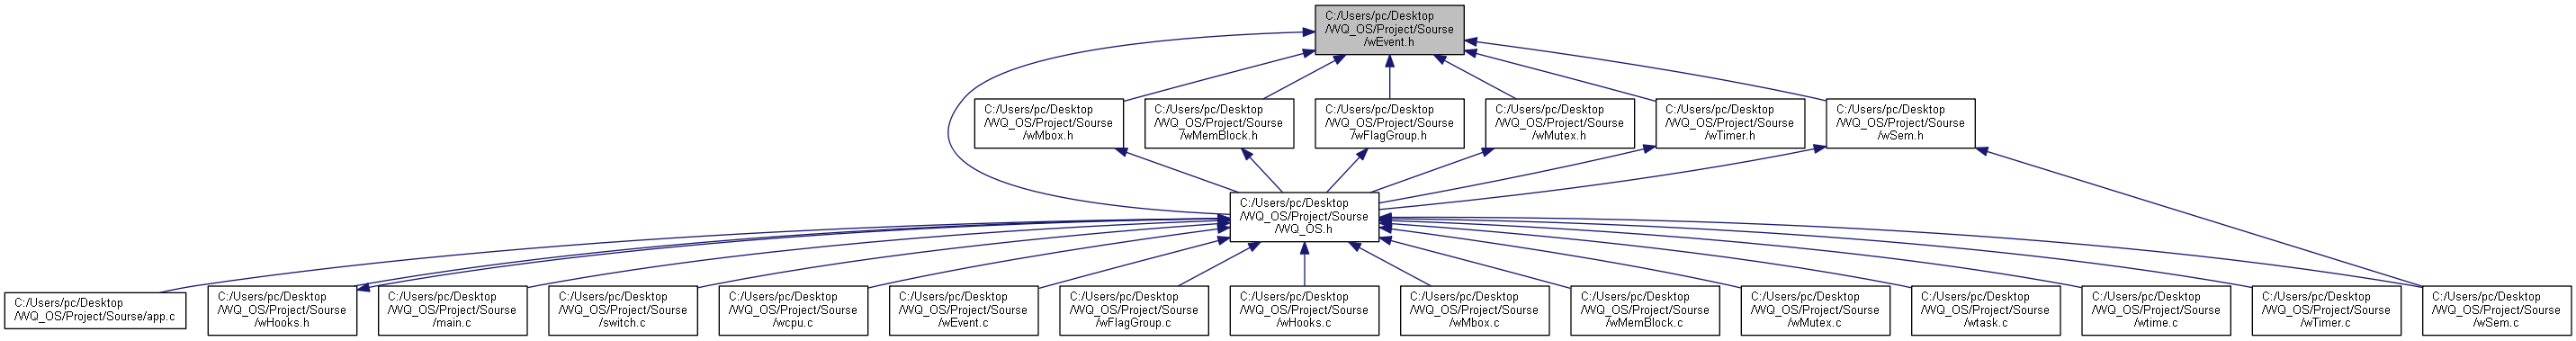 C:/Users/pc/Desktop
/WQ_OS/Project/Sourse
/wEvent.h
C:/Users/pc/Desktop
/WQ_OS/Project/Sourse
/wMbox.h
C:/Users/pc/Desktop
/WQ_OS/Project/Sourse
/wMemBlock.h
C:/Users/pc/Desktop
/WQ_OS/Project/Sourse
/wFlagGroup.h
C:/Users/pc/Desktop
/WQ_OS/Project/Sourse
/wMutex.h
C:/Users/pc/Desktop
/WQ_OS/Project/Sourse
/wTimer.h
C:/Users/pc/Desktop
/WQ_OS/Project/Sourse
/wSem.h
C:/Users/pc/Desktop
/WQ_OS/Project/Sourse
/WQ_OS.h
C:/Users/pc/Desktop
/WQ_OS/Project/Sourse/app.c
C:/Users/pc/Desktop
/WQ_OS/Project/Sourse
/wHooks.h
C:/Users/pc/Desktop
/WQ_OS/Project/Sourse
/main.c
C:/Users/pc/Desktop
/WQ_OS/Project/Sourse
/switch.c
C:/Users/pc/Desktop
/WQ_OS/Project/Sourse
/wcpu.c
C:/Users/pc/Desktop
/WQ_OS/Project/Sourse
/wEvent.c
C:/Users/pc/Desktop
/WQ_OS/Project/Sourse
/wFlagGroup.c
C:/Users/pc/Desktop
/WQ_OS/Project/Sourse
/wHooks.c
C:/Users/pc/Desktop
/WQ_OS/Project/Sourse
/wMbox.c
C:/Users/pc/Desktop
/WQ_OS/Project/Sourse
/wMemBlock.c
C:/Users/pc/Desktop
/WQ_OS/Project/Sourse
/wMutex.c
C:/Users/pc/Desktop
/WQ_OS/Project/Sourse
/wtask.c
C:/Users/pc/Desktop
/WQ_OS/Project/Sourse
/wtime.c
C:/Users/pc/Desktop
/WQ_OS/Project/Sourse
/wTimer.c
C:/Users/pc/Desktop
/WQ_OS/Project/Sourse
/wSem.c